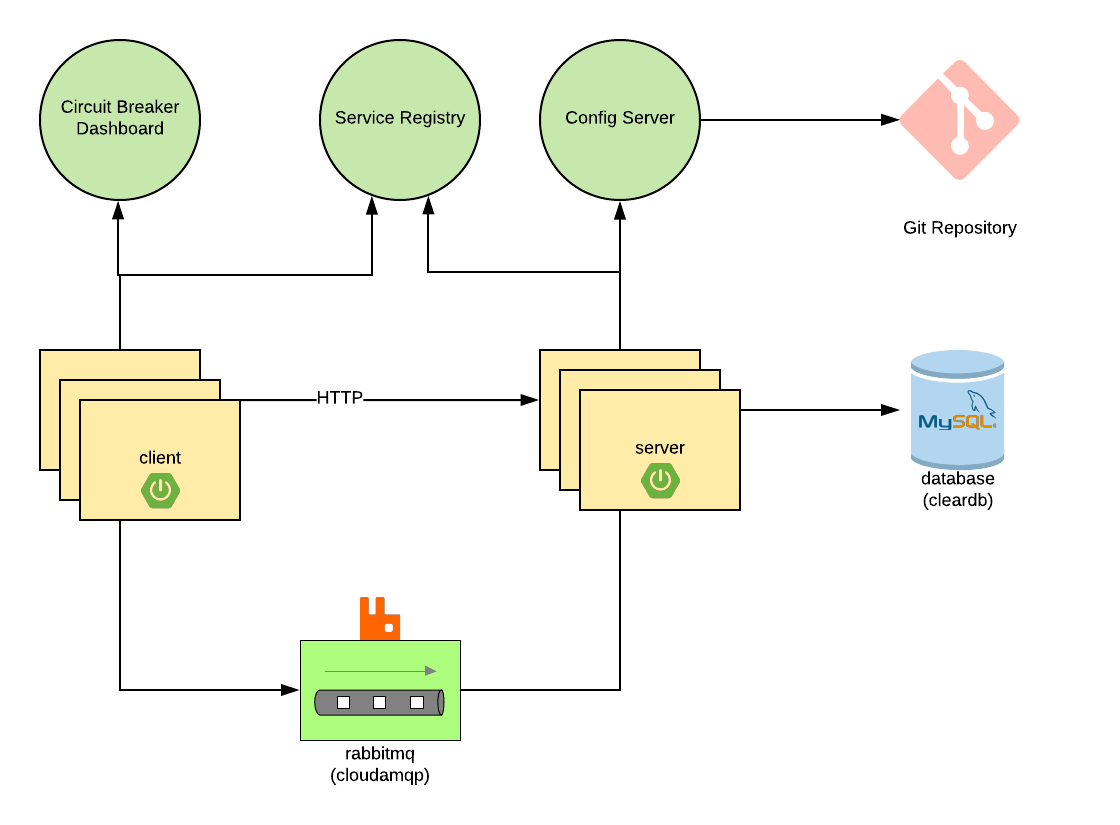 Circuit Breaker
Dashboard
Service Registry
Config Server
Git Repository
HTTP
client
server
MySQL
database
(cleardb)
rabbitmq
(cloudamqp)